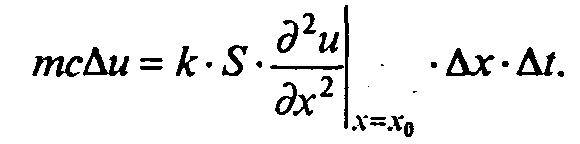 mcΔu = k · S · ∂²u/∂x² |ₓ₌ₓ₀ · Δx · Δt.